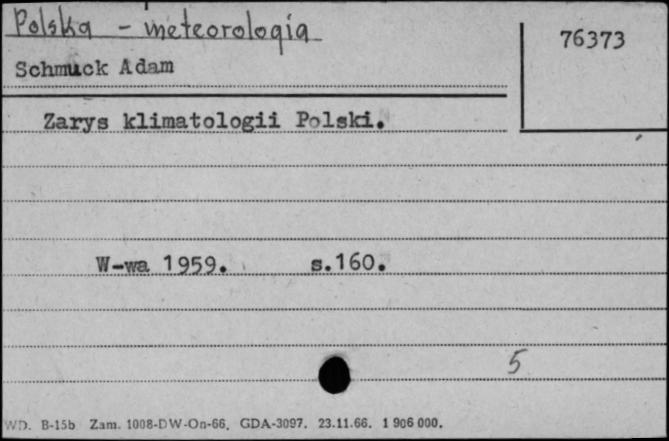 Polska - meteorologia
76373
Schmuck Adam
Zarys klimatologii Polski.
W-wa 1959. s.160.
5
WD. B-15b Zam. 1008-DW-On-66. GDA-3097. 23.11.66. 1 906 000.